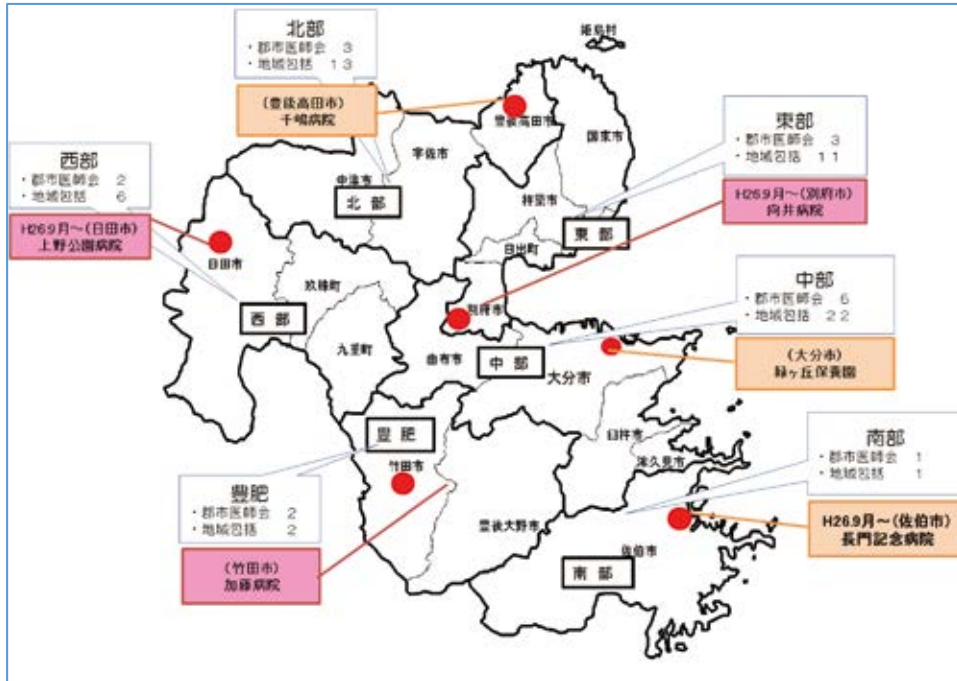 北部
・郡市医師会 3
・地域包括 13
(豊後高田市)
千嶋病院
西部
・郡市医師会 2
・地域包括 6
H26.9月～(日田市)
上野公園病院
東部
・郡市医師会 3
・地域包括 11
H26.9月～(別府市)
向井病院
中部
・郡市医師会 6
・地域包括 22
(大分市)
緑ヶ丘保養園
南部
・郡市医師会 1
・地域包括 1
H26.9月～(佐伯市)
長門記念病院
豊肥
・郡市医師会 2
・地域包括 2
(竹田市)
加藤病院
姫島村
豊後高田市
国東市
宇佐市
中津市
北部
杵築市
東部
日出町
日田市
玖珠町
西部
別府市
九重町
由布市
中部
大分市
豊肥
臼杵市
津久見市
竹田市
豊後大野市
佐伯市
南部